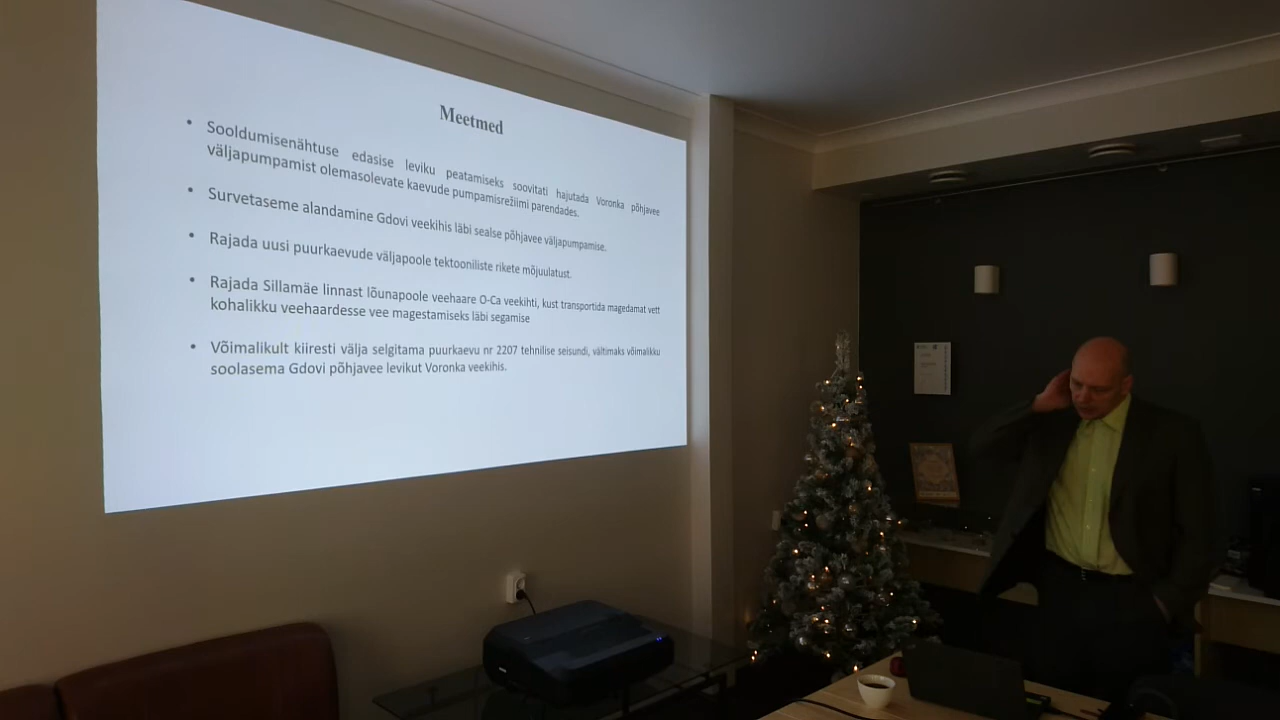 Meetmed
• Sooldumisenähtuse edasise leviku peatamiseks soovitati hajutada Voronka põhjavee
väljapumpamist olemasolevate kaevude pumpamisrežiimi parendades.
• Survetaseme alandamine Gdovi veekihis läbi sealse põhjavee väljapumpamise.
• Rajada uusi puurkaevude väljapoole tektooniliste rikete mõjuulatust.
• Rajada Sillamäe linnast lõunapoole veehaare O-Ca veekihti, kust transportida magedamat vett
kohalikku veehaardesse vee magestamiseks läbi segamise
• Võimalikult kiiresti välja selgitama puurkaevu nr 2207 tehnilise seisundi, vältimaks võimalikku
soolasema Gdovi põhjavee levikut Voronka veekihis.